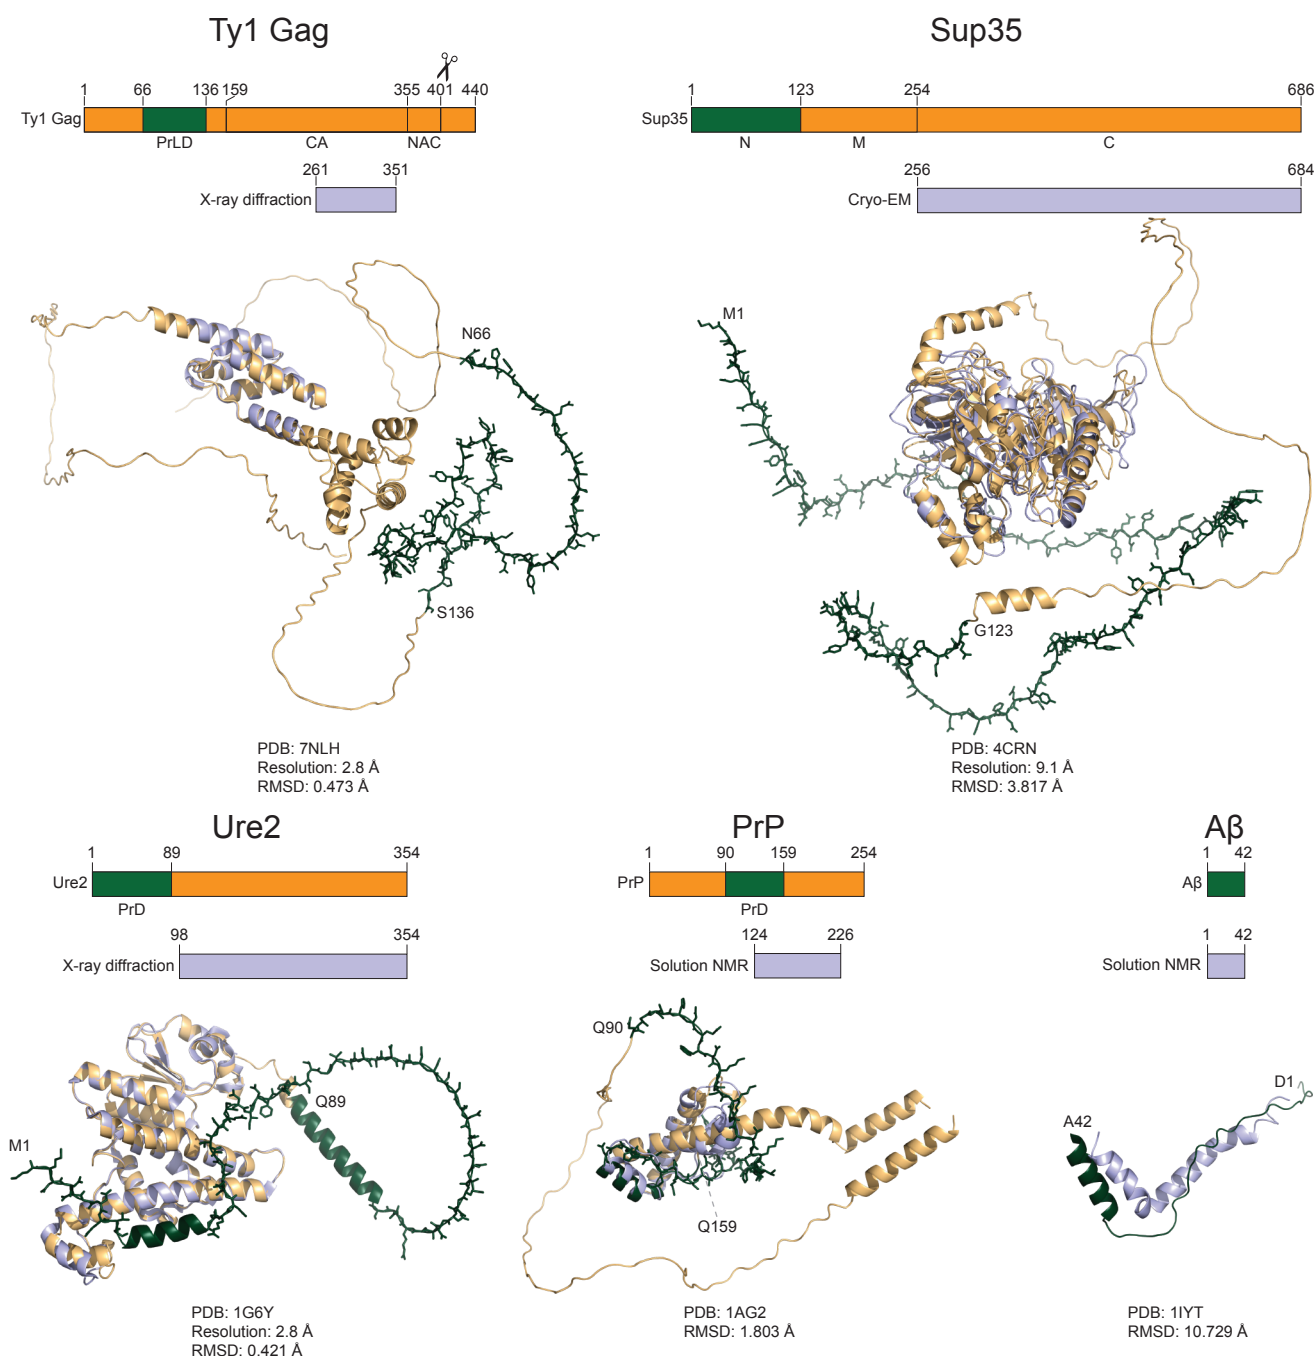 Ty1 Gag
1 66 136 159 355 401 440
Ty1 Gag
PrLD CA NAC
261 351
X-ray diffraction
N66
S136
PDB: 7NLH
Resolution: 2.8 Å
RMSD: 0.473 Å
Sup35
1 123 254 686
Sup35
N M C
256 684
Cryo-EM
M1
G123
PDB: 4CRN
Resolution: 9.1 Å
RMSD: 3.817 Å
Ure2
1 89 354
Ure2
PrD
98 354
X-ray diffraction
Q89
M1
PDB: 1G6Y
Resolution: 2.8 Å
RMSD: 0.421 Å
PrP
1 90 159 254
PrP
PrD
124 226
Solution NMR
Q90
Q159
PDB: 1AG2
RMSD: 1.803 Å
Aβ
1 42
Aβ
1 42
Solution NMR
D1
A42
PDB: 1IYT
RMSD: 10.729 Å